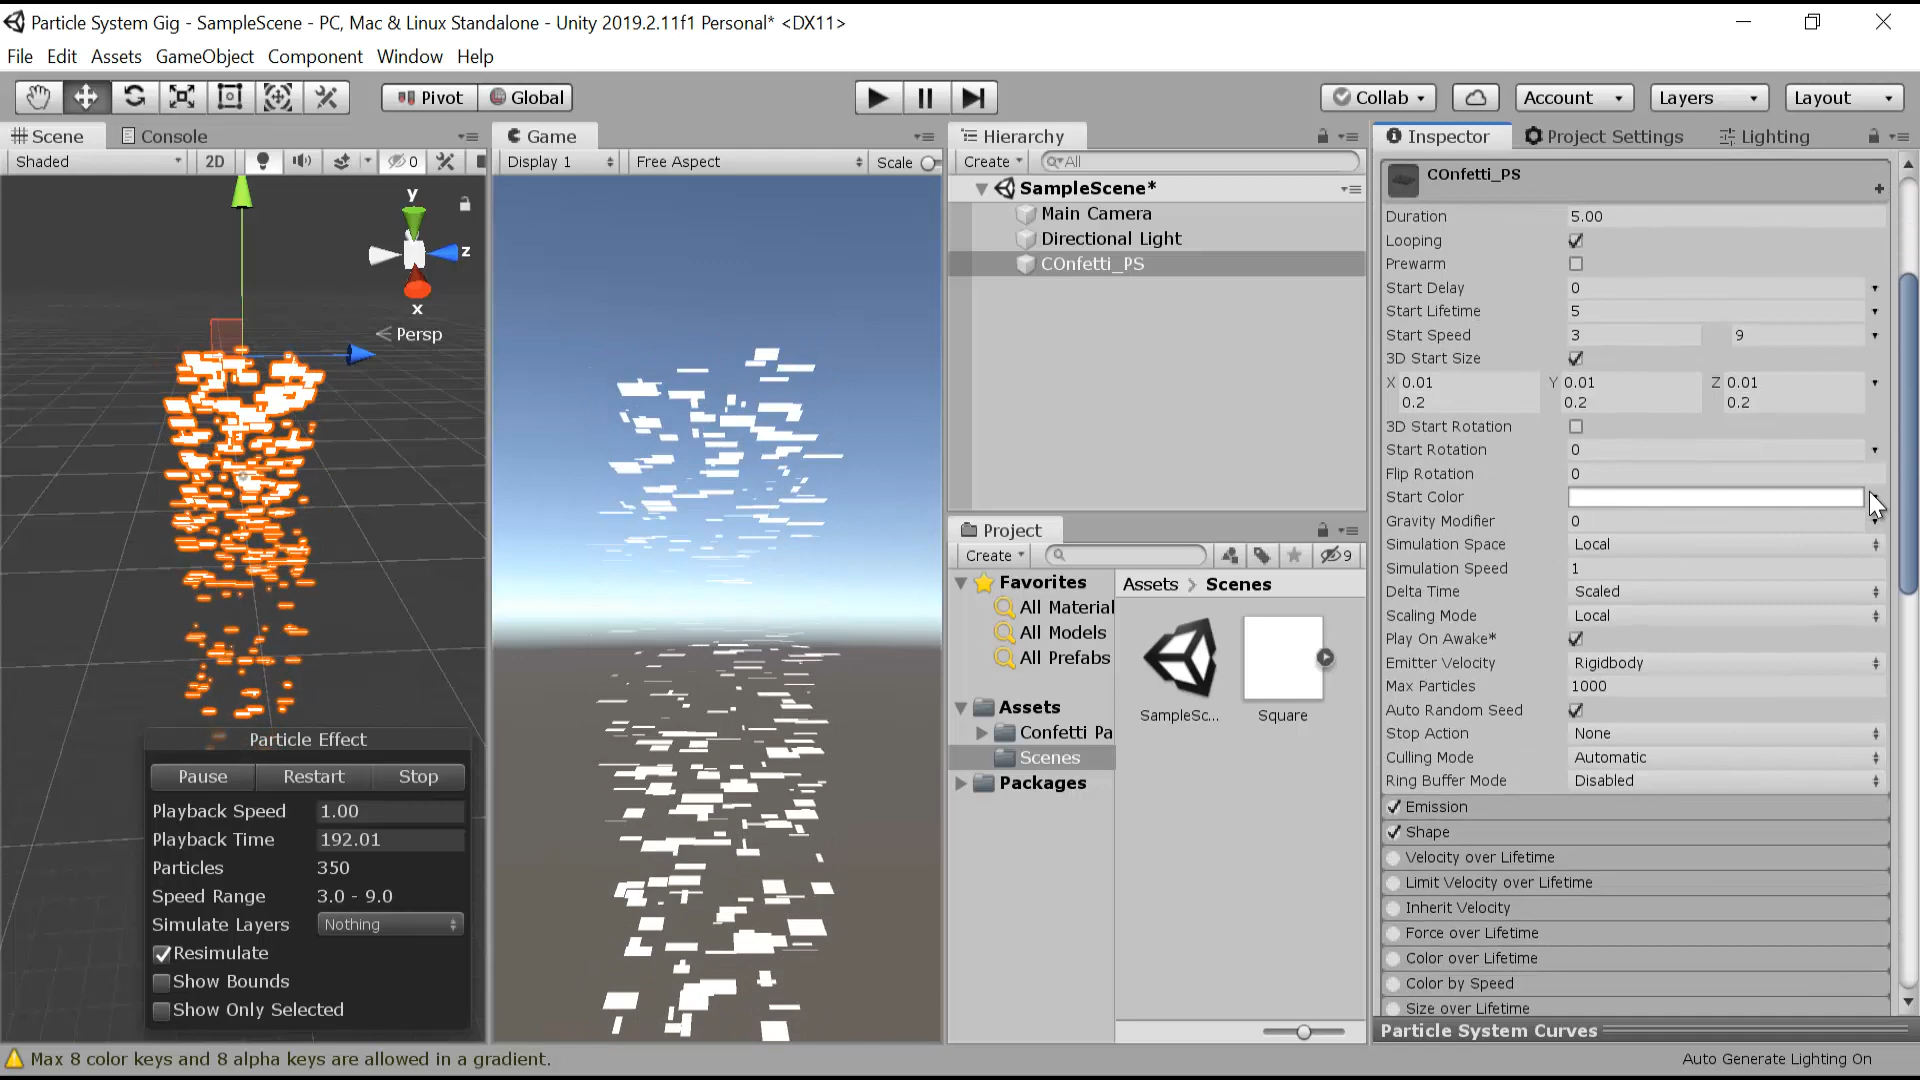 Particle System Gig - SampleScene - PC, Mac & Linux Standalone - Unity 2019.2.11f1 Personal* <DX11>
File Edit Assets GameObject Component Window Help
Pivot Global Collab Account Layers Layout
Scene Console
Shaded 2D 0
y
z
x
Persp
Particle Effect
Pause Restart Stop
Playback Speed 1.00
Playback Time 192.01
Particles 350
Speed Range 3.0 - 9.0
Simulate Layers Nothing
Resimulate
Show Bounds
Show Only Selected
Game
Display 1 Free Aspect Scale
Hierarchy
Create All
SampleScene*
Main Camera
Directional Light
COnfetti_PS
Project
Create 9
Favorites
All Material
All Models
All Prefabs
Assets
Confetti Pa
Scenes
Packages
Assets > Scenes
SampleSc...
Square
Inspector Project Settings Lighting
COnfetti_PS
Duration 5.00
Looping
Prewarm
Start Delay 0
Start Lifetime 5
Start Speed 3 9
3D Start Size
X 0.01 Y 0.01 Z 0.01
0.2 0.2 0.2
3D Start Rotation
Start Rotation 0
Flip Rotation 0
Start Color
Gravity Modifier 0
Simulation Space Local
Simulation Speed 1
Delta Time Scaled
Scaling Mode Local
Play On Awake*
Emitter Velocity Rigidbody
Max Particles 1000
Auto Random Seed
Stop Action None
Culling Mode Automatic
Ring Buffer Mode Disabled
Emission
Shape
Velocity over Lifetime
Limit Velocity over Lifetime
Inherit Velocity
Force over Lifetime
Color over Lifetime
Color by Speed
Size over Lifetime
Particle System Curves
Max 8 color keys and 8 alpha keys are allowed in a gradient.
Auto Generate Lighting On